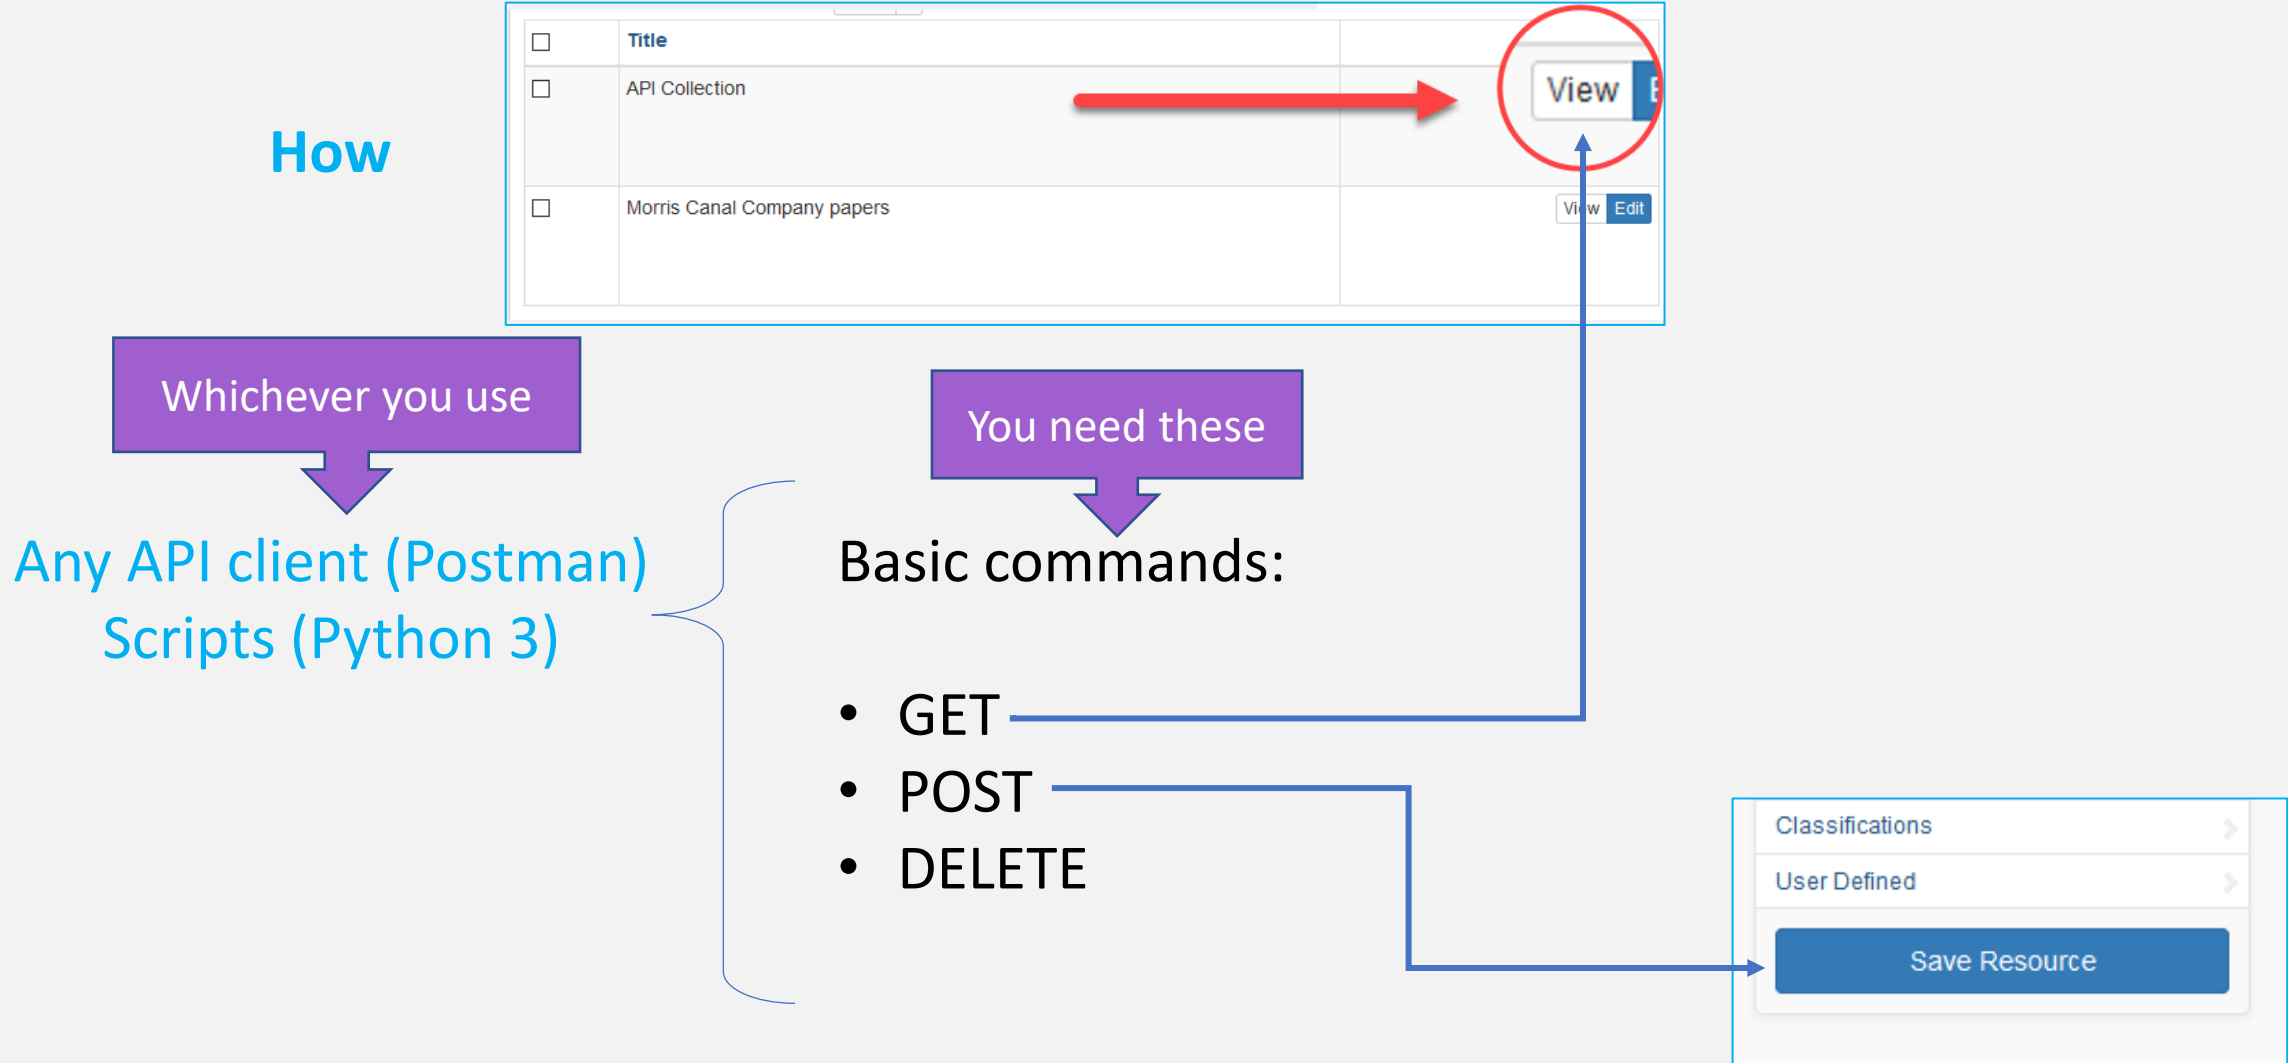 Title
API Collection
View
How
Morris Canal Company papers
View Edit
Whichever you use
You need these
Any API client (Postman)
Scripts (Python 3)
Basic commands:
• GET
• POST
• DELETE
Classifications
User Defined
Save Resource